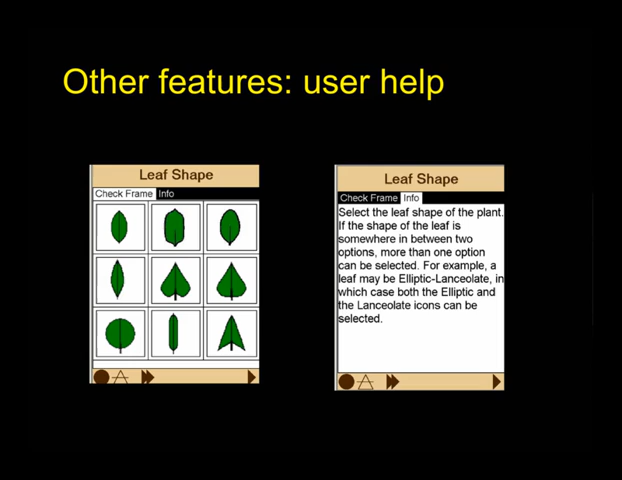 Other features: user help
Leaf Shape
Check Frame Info
Leaf Shape
Check Frame Info
Select the leaf shape of the plant.
If the shape of the leaf is
somewhere in between two
options, more than one option
can be selected. For example, a
leaf may be Elliptic-Lanceolate, in
which case both the Elliptic and
the Lanceolate icons can be
selected.